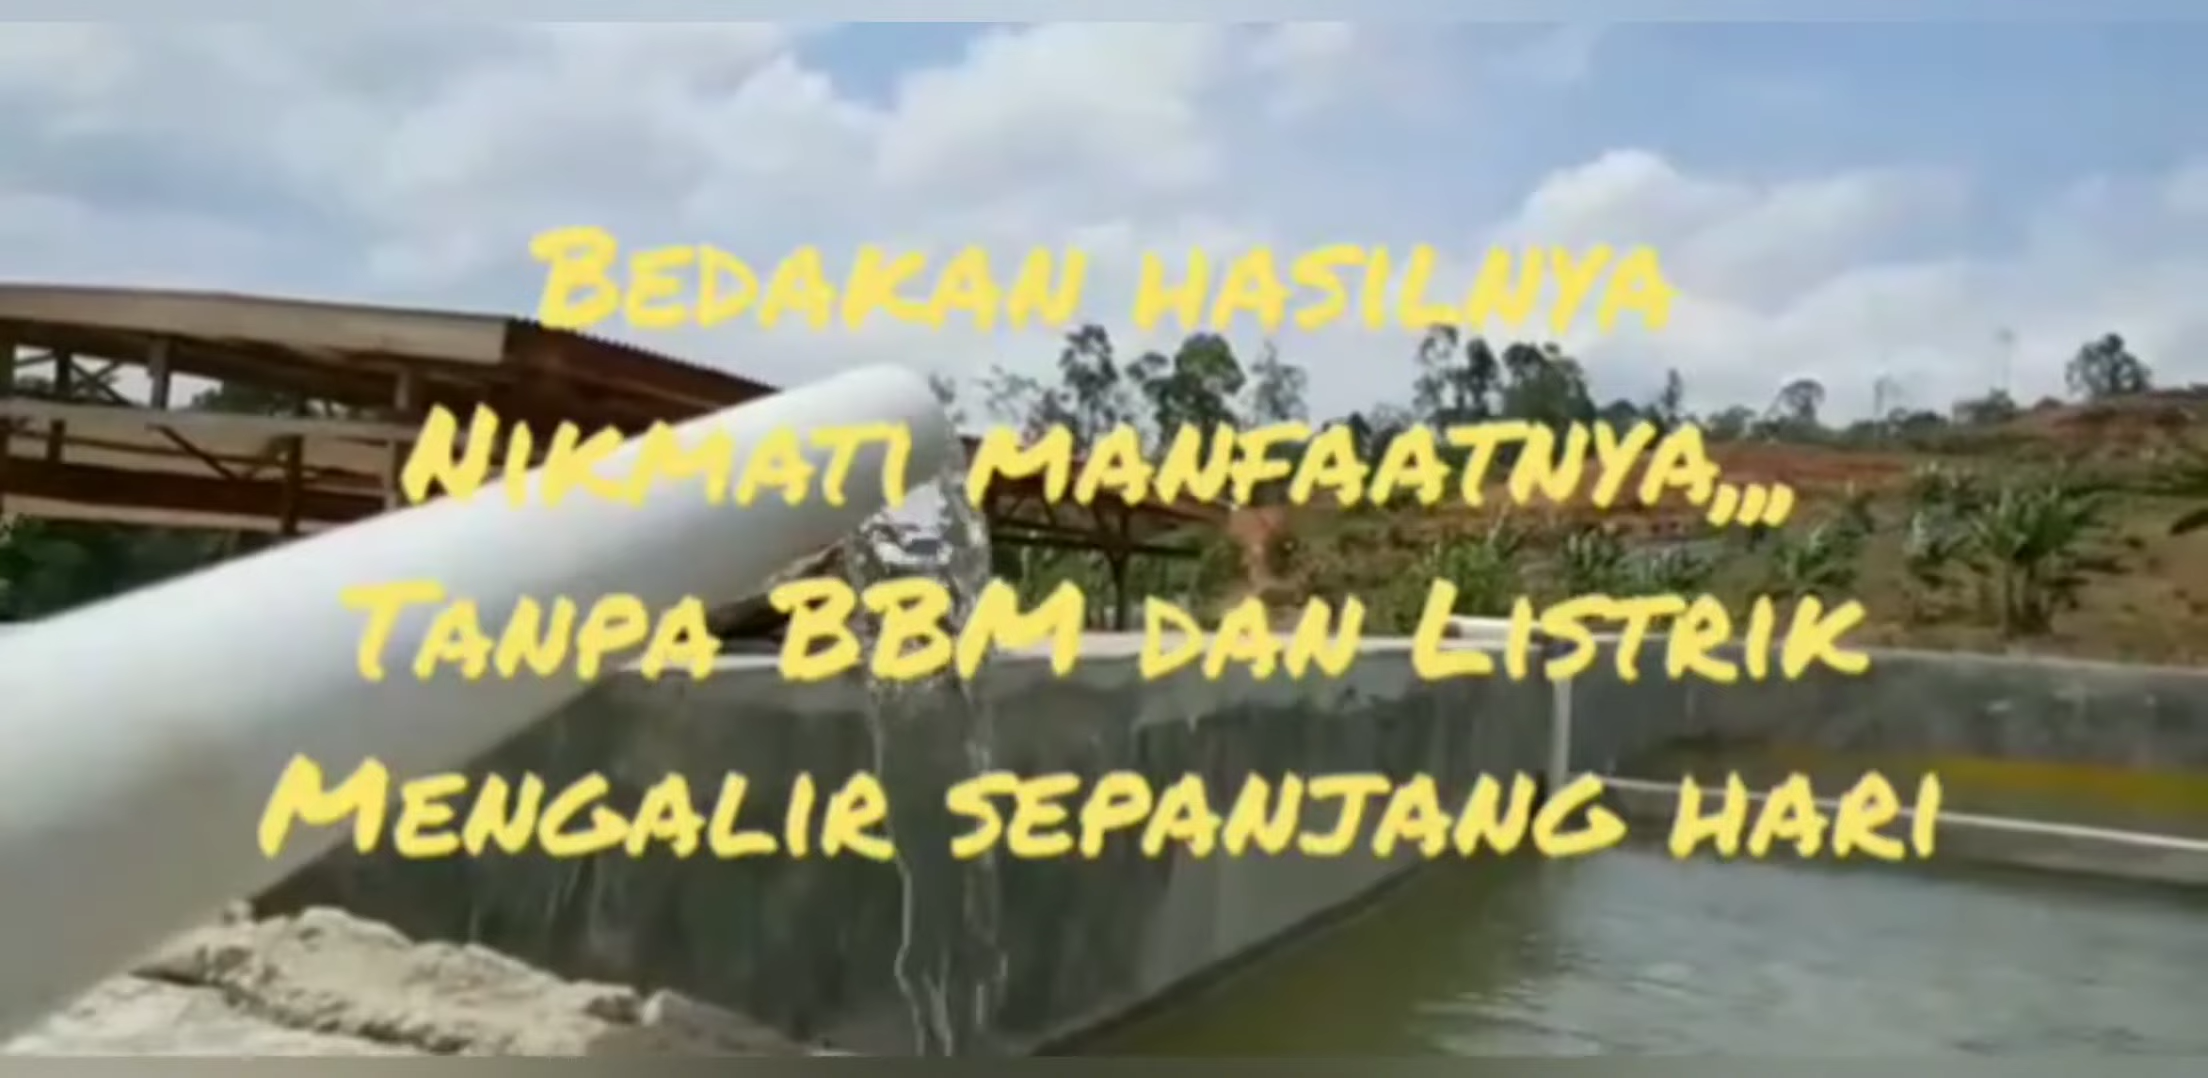 Bedakan hasilnya
Nikmati manfaatnya,,,
Tanpa BBM dan Listrik
Mengalir sepanjang hari